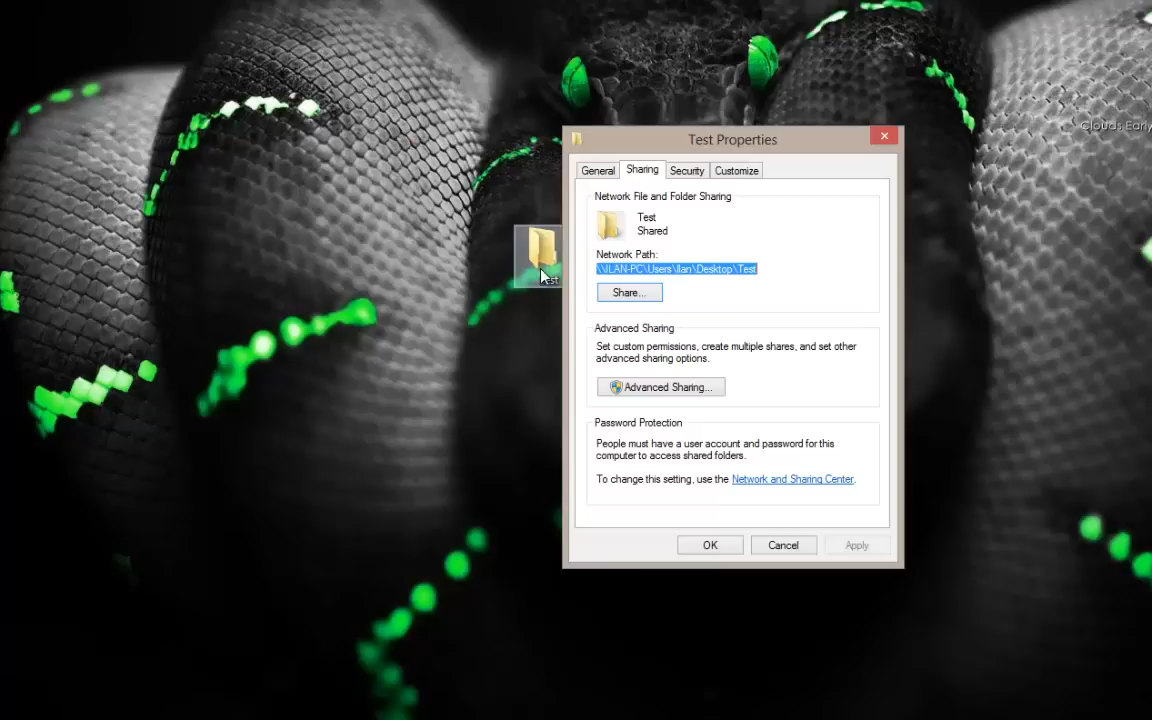 Clouds Early
Test Properties
General Sharing Security Customize
Network File and Folder Sharing
Test
Shared
Network Path:
\\ILAN-PC\Users\Ilan\Desktop\Test
Share...
Advanced Sharing
Set custom permissions, create multiple shares, and set other
advanced sharing options.
Advanced Sharing...
Password Protection
People must have a user account and password for this
computer to access shared folders.
To change this setting, use the Network and Sharing Center.
OK Cancel Apply